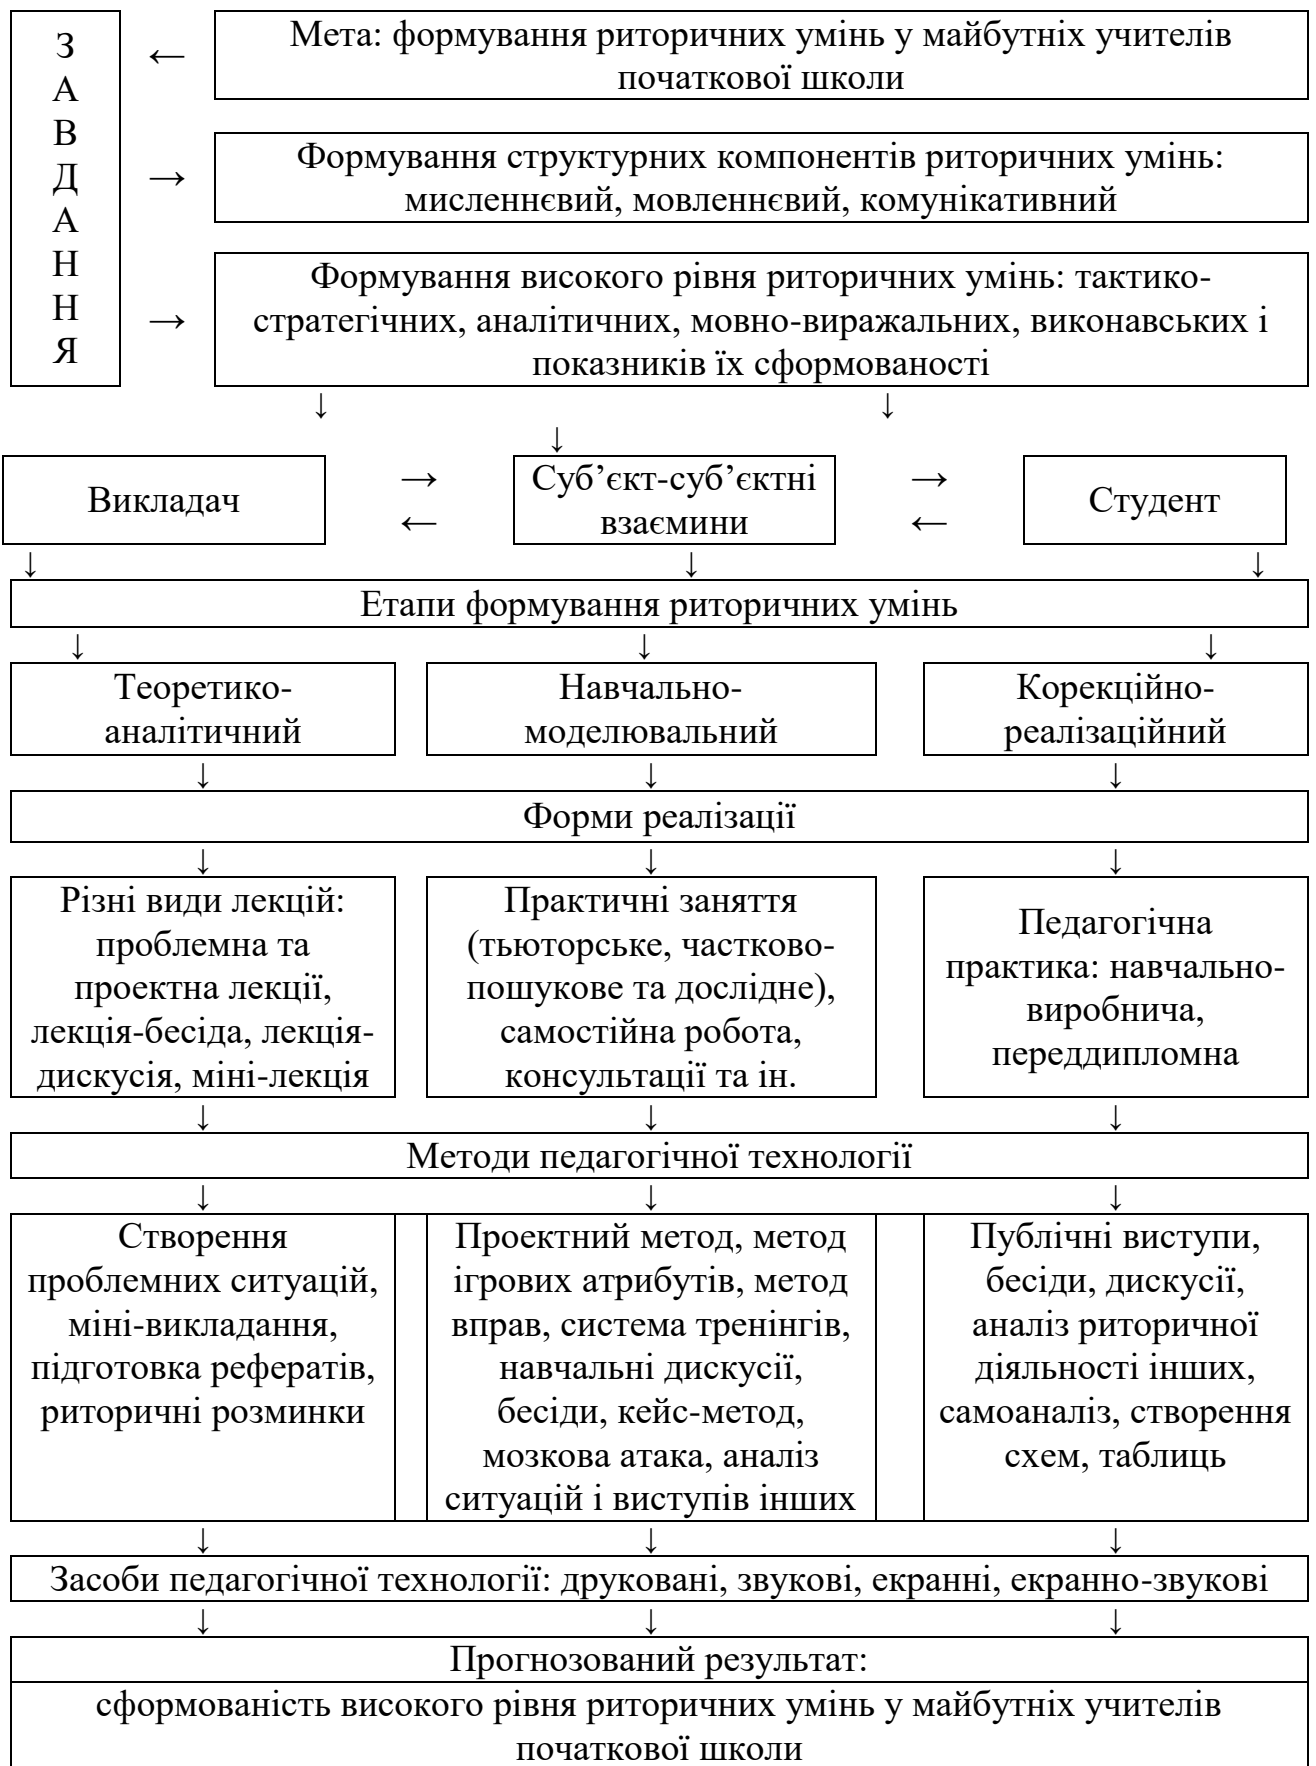 З
А
В
Д
А
Н
Н
Я
←
Мета: формування риторичних умінь у майбутніх учителів
початкової школи
→
Формування структурних компонентів риторичних умінь:
мисленнєвий, мовленнєвий, комунікативний
→
Формування високого рівня риторичних умінь: тактико-
стратегічних, аналітичних, мовно-виражальних, виконавських і
показників їх сформованості
↓ ↓
↓
Викладач
→
←
Суб’єкт-суб’єктні
взаємини
→
←
Студент
↓ ↓ ↓
Етапи формування риторичних умінь
↓ ↓ ↓
Теоретико-
аналітичний
Навчально-
моделювальний
Корекційно-
реалізаційний
↓ ↓ ↓
Форми реалізації
↓ ↓ ↓
Різні види лекцій:
проблемна та
проектна лекції,
лекція-бесіда, лекція-
дискусія, міні-лекція
Практичні заняття
(тьюторське, частково-
пошукове та дослідне),
самостійна робота,
консультації та ін.
Педагогічна
практика: навчально-
виробнича,
переддипломна
↓ ↓ ↓
Методи педагогічної технології
↓ ↓ ↓
Створення
проблемних ситуацій,
міні-викладання,
підготовка рефератів,
риторичні розминки
Проектний метод, метод
ігрових атрибутів, метод
вправ, система тренінгів,
навчальні дискусії,
бесіди, кейс-метод,
мозкова атака, аналіз
ситуацій і виступів інших
Публічні виступи,
бесіди, дискусії,
аналіз риторичної
діяльності інших,
самоаналіз, створення
схем, таблиць
↓ ↓ ↓
Засоби педагогічної технології: друковані, звукові, екранні, екранно-звукові
↓ ↓ ↓
Прогнозований результат:
сформованість високого рівня риторичних умінь у майбутніх учителів
початкової школи